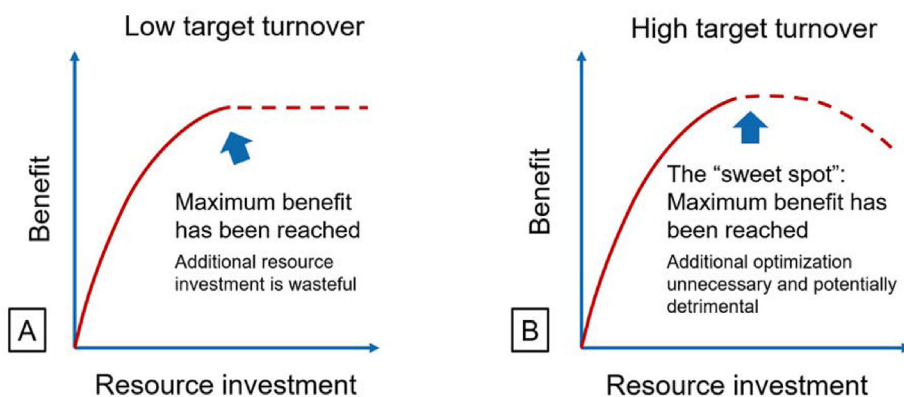 Low target turnover
Benefit
Maximum benefit
has been reached
Additional resource
investment is wasteful
A
Resource investment
High target turnover
Benefit
The “sweet spot”:
Maximum benefit has
been reached
Additional optimization
unnecessary and potentially
detrimental
B
Resource investment